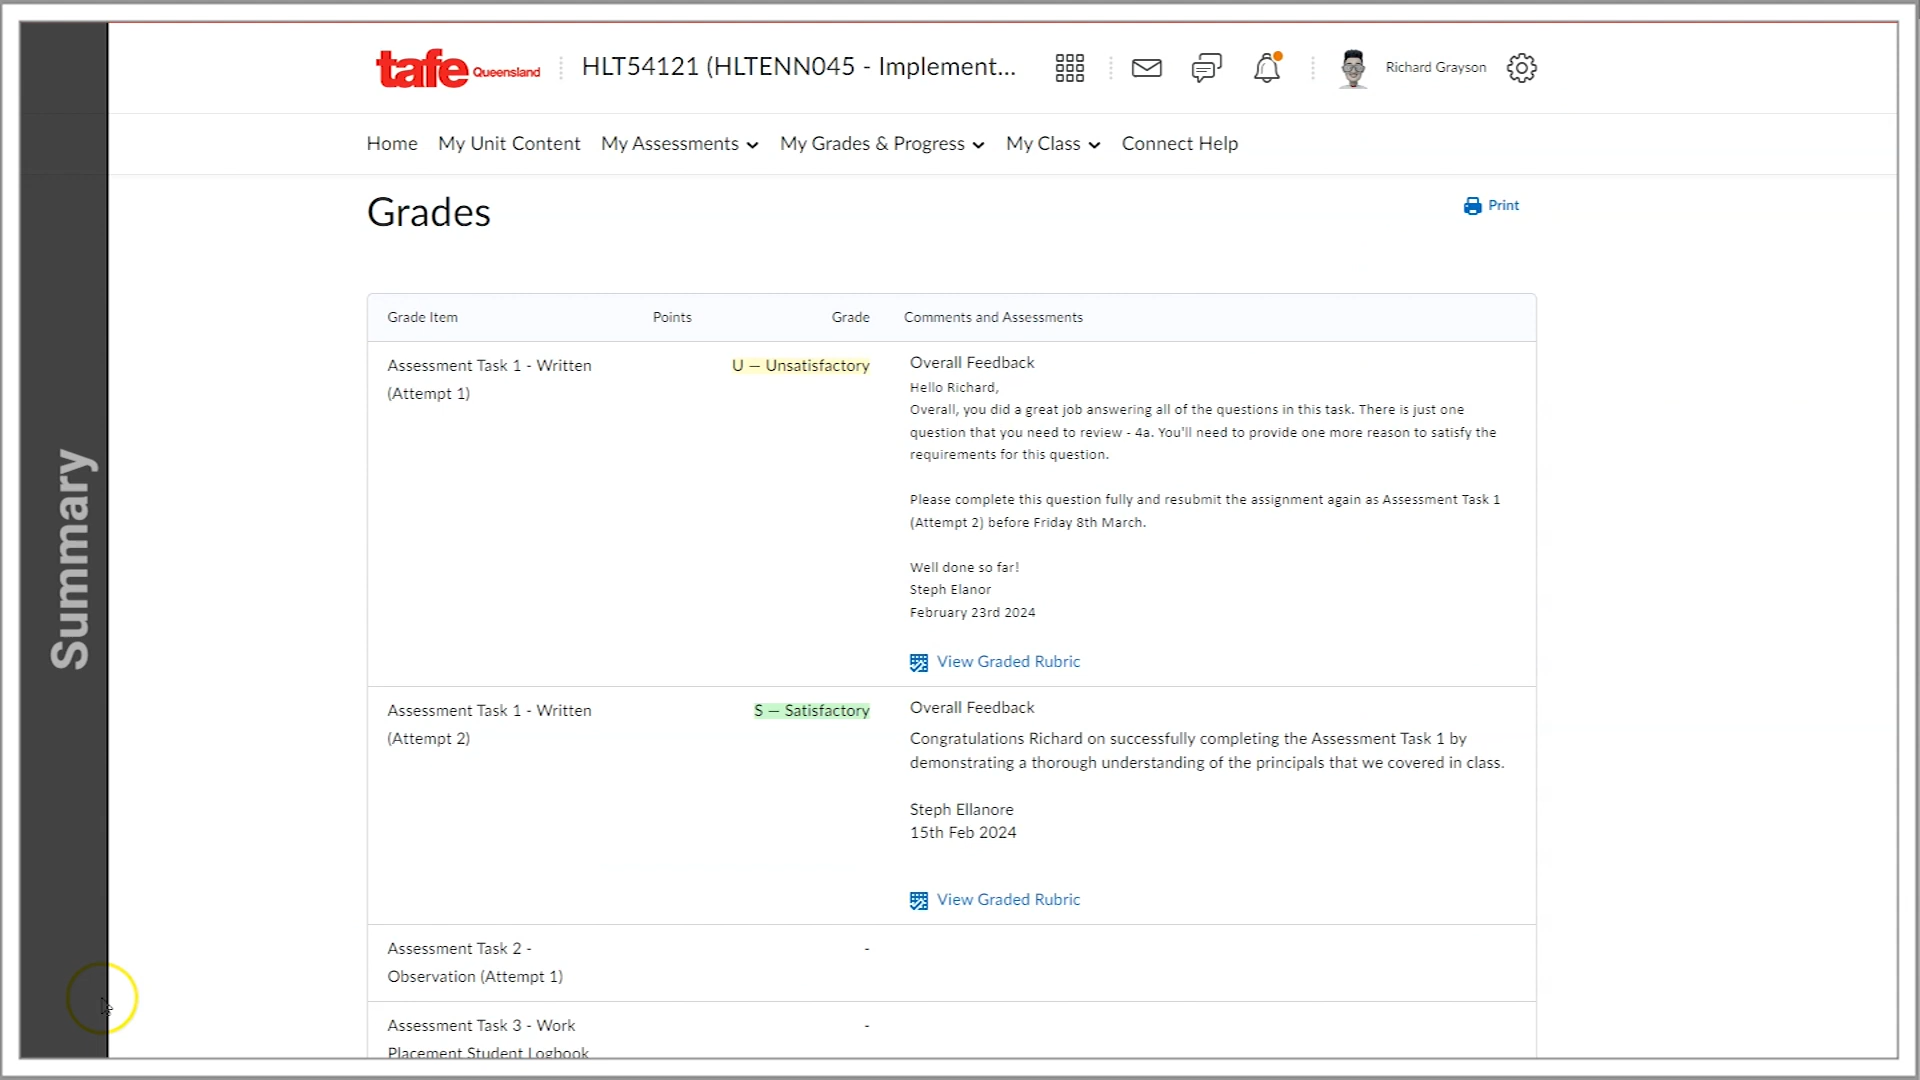 tafe Queensland
HLT54121 (HLTENN045 - Implement...
Richard Grayson
Home My Unit Content My Assessments My Grades & Progress My Class Connect Help
Grades
Print
Grade Item Points Grade Comments and Assessments
Assessment Task 1 - Written
(Attempt 1)
U — Unsatisfactory
Overall Feedback
Hello Richard,
Overall, you did a great job answering all of the questions in this task. There is just one
question that you need to review - 4a. You'll need to provide one more reason to satisfy the
requirements for this question.
Please complete this question fully and resubmit the assignment again as Assessment Task 1
(Attempt 2) before Friday 8th March.
Well done so far!
Steph Elanor
February 23rd 2024
View Graded Rubric
Assessment Task 1 - Written
(Attempt 2)
S — Satisfactory
Overall Feedback
Congratulations Richard on successfully completing the Assessment Task 1 by
demonstrating a thorough understanding of the principals that we covered in class.
Steph Ellanore
15th Feb 2024
View Graded Rubric
Assessment Task 2 -
Observation (Attempt 1)
-
Assessment Task 3 - Work
Placement Student Logbook
-
Summary